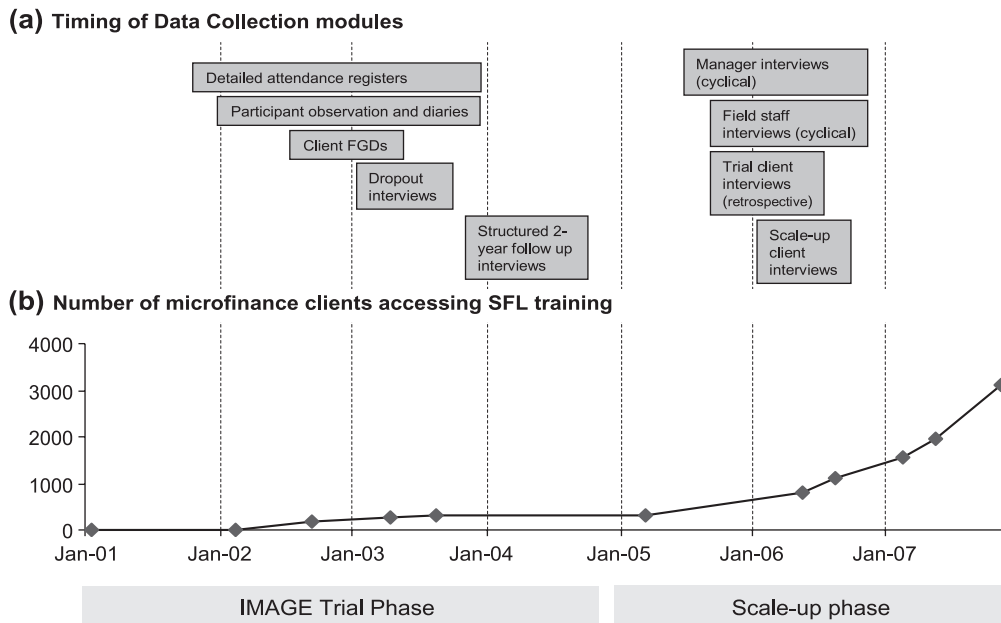 (a) Timing of Data Collection modules
Detailed attendance registers
Participant observation and diaries
Client FGDs
Dropout
interviews
Structured 2-
year follow up
interviews
Manager interviews
(cyclical)
Field staff
interviews (cyclical)
Trial client
interviews
(retrospective)
Scale-up
client
interviews
(b) Number of microfinance clients accessing SFL training
4000
3000
2000
1000
0
Jan-01 Jan-02 Jan-03 Jan-04 Jan-05 Jan-06 Jan-07
IMAGE Trial Phase Scale-up phase